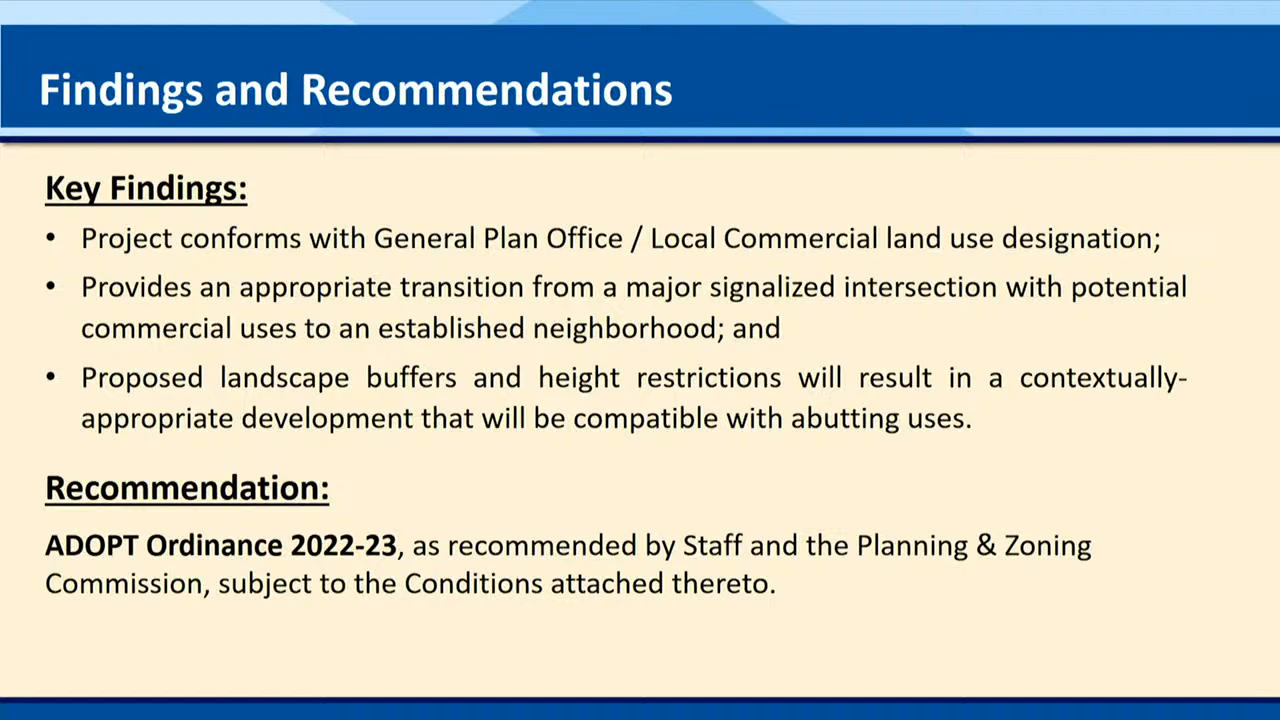 Findings and Recommendations
Key Findings:
• Project conforms with General Plan Office / Local Commercial land use designation;
• Provides an appropriate transition from a major signalized intersection with potential
commercial uses to an established neighborhood; and
• Proposed landscape buffers and height restrictions will result in a contextually-
appropriate development that will be compatible with abutting uses.
Recommendation:
ADOPT Ordinance 2022-23, as recommended by Staff and the Planning & Zoning
Commission, subject to the Conditions attached thereto.